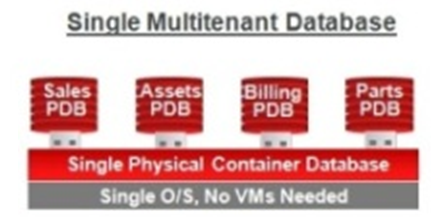 Single Multitenant Database
Sales PDB
Assets PDB
Billing PDB
Parts PDB
Single Physical Container Database
Single O/S, No VMs Needed